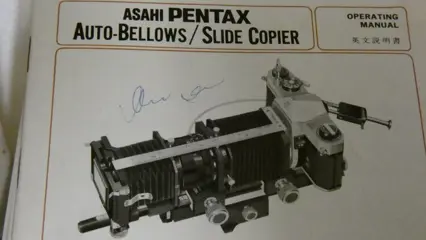 ASAHI PENTAX
AUTO-BELLOWS / SLIDE COPIER
OPERATING
MANUAL
英文説明書